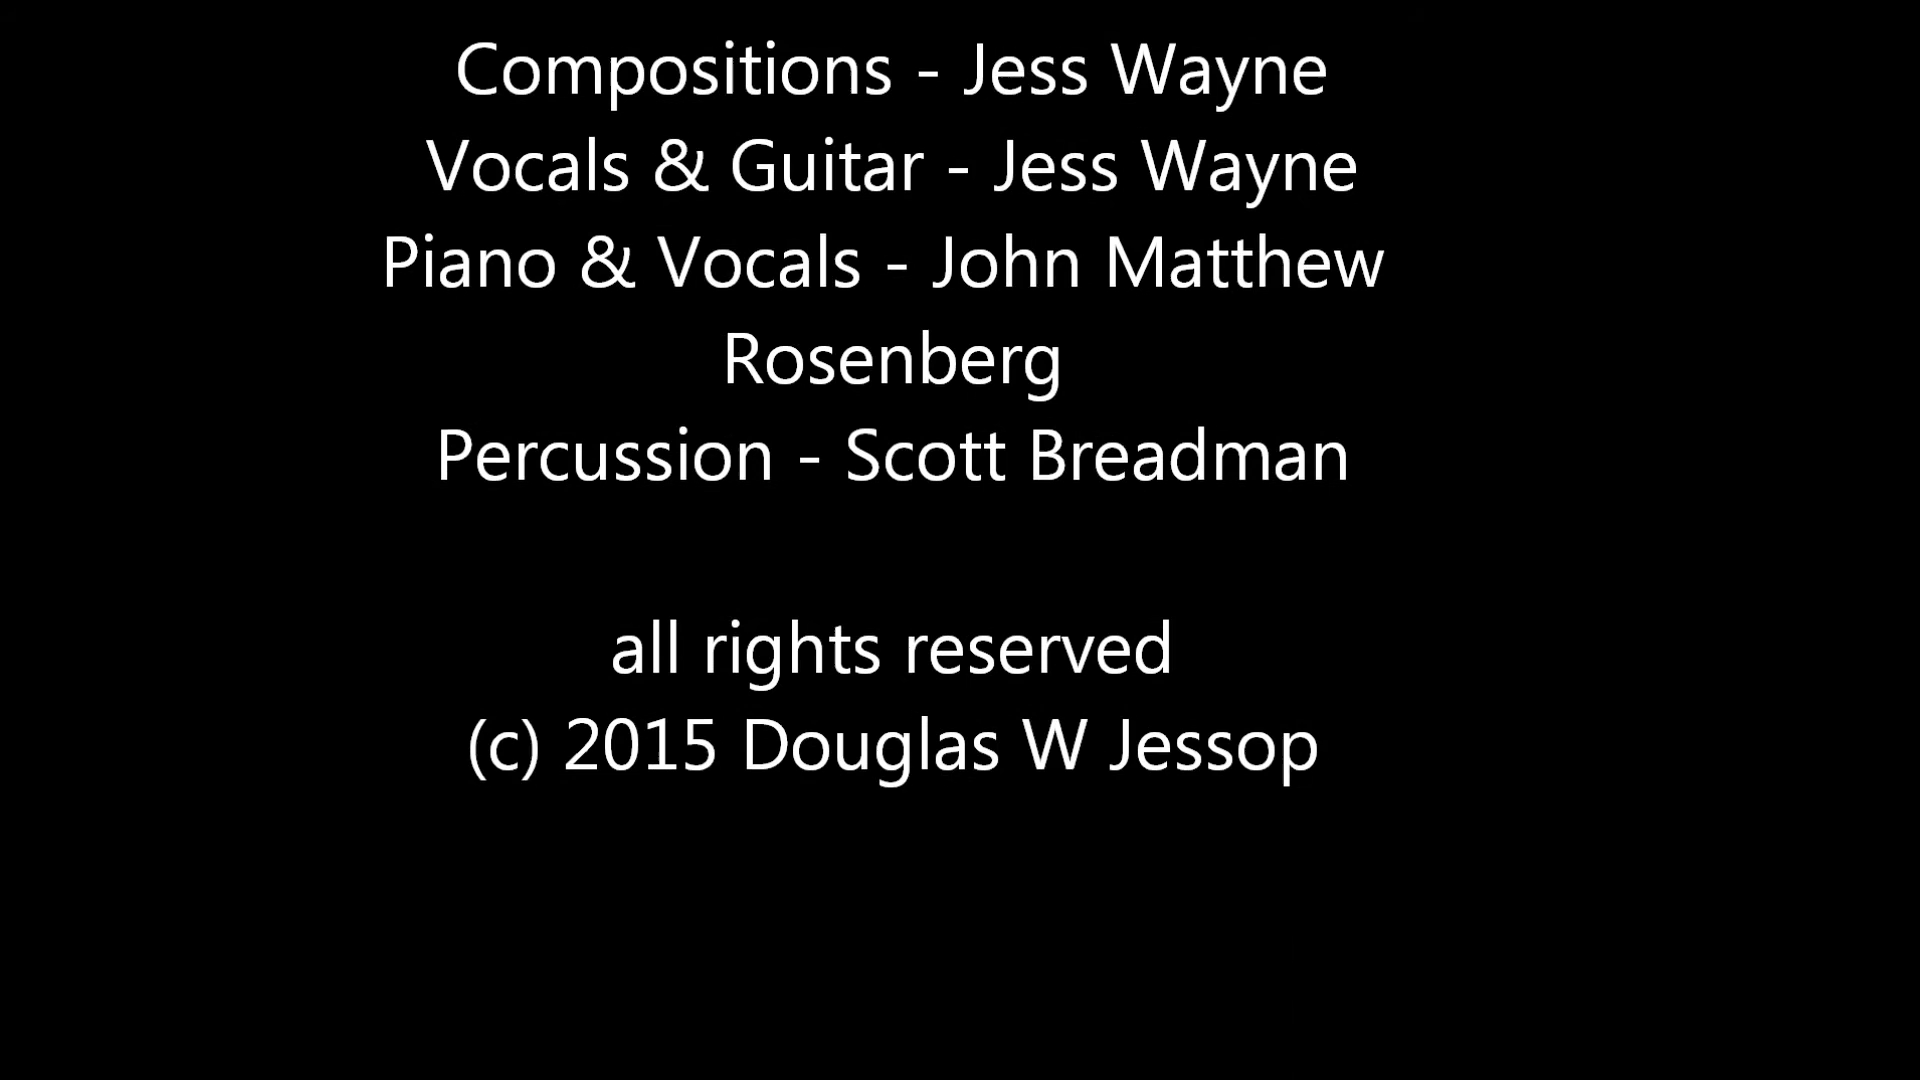 Compositions - Jess Wayne
Vocals & Guitar - Jess Wayne
Piano & Vocals - John Matthew
Rosenberg
Percussion - Scott Breadman
all rights reserved
(c) 2015 Douglas W Jessop